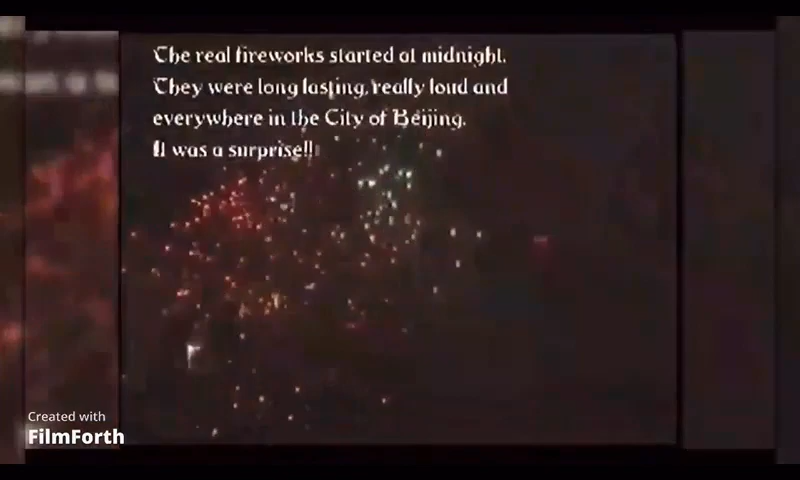 The real fireworks started at midnight.
They were long lasting, really loud and
everywhere in the City of Beijing.
It was a surprise!!
Created with
FilmForth